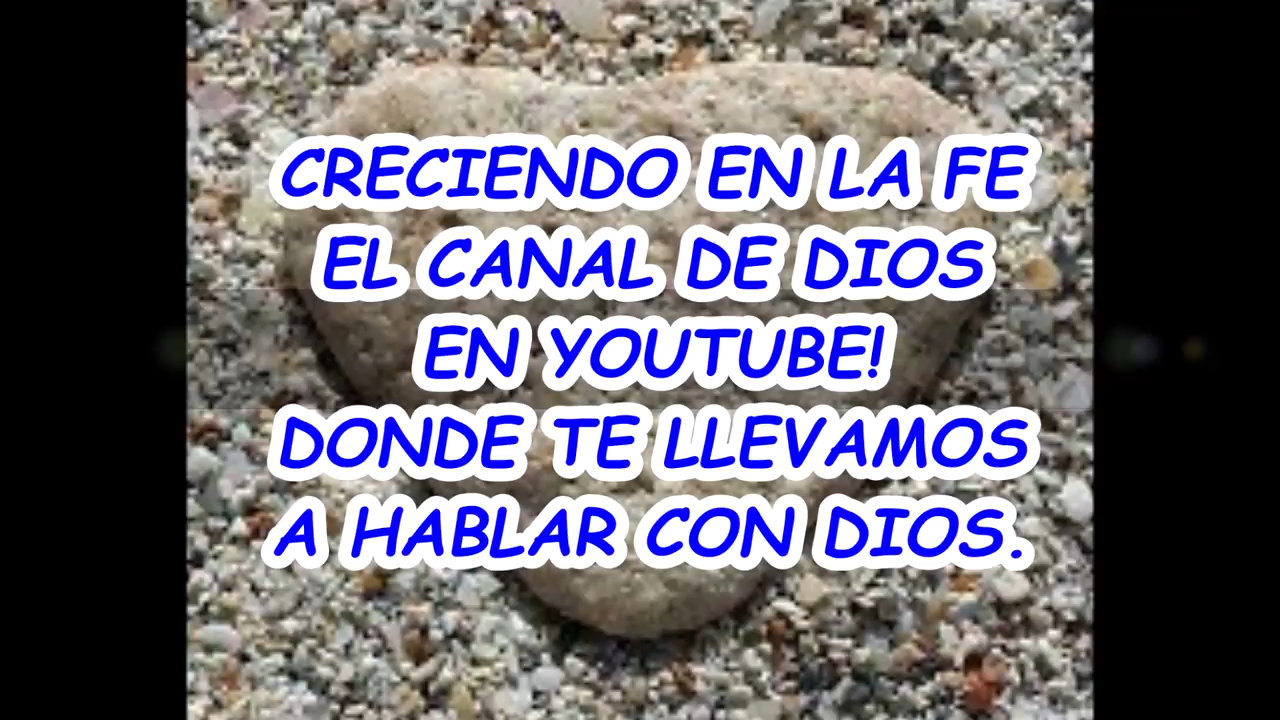 CRECIENDO EN LA FE
EL CANAL DE DIOS
EN YOUTUBE!
DONDE TE LLEVAMOS
A HABLAR CON DIOS.